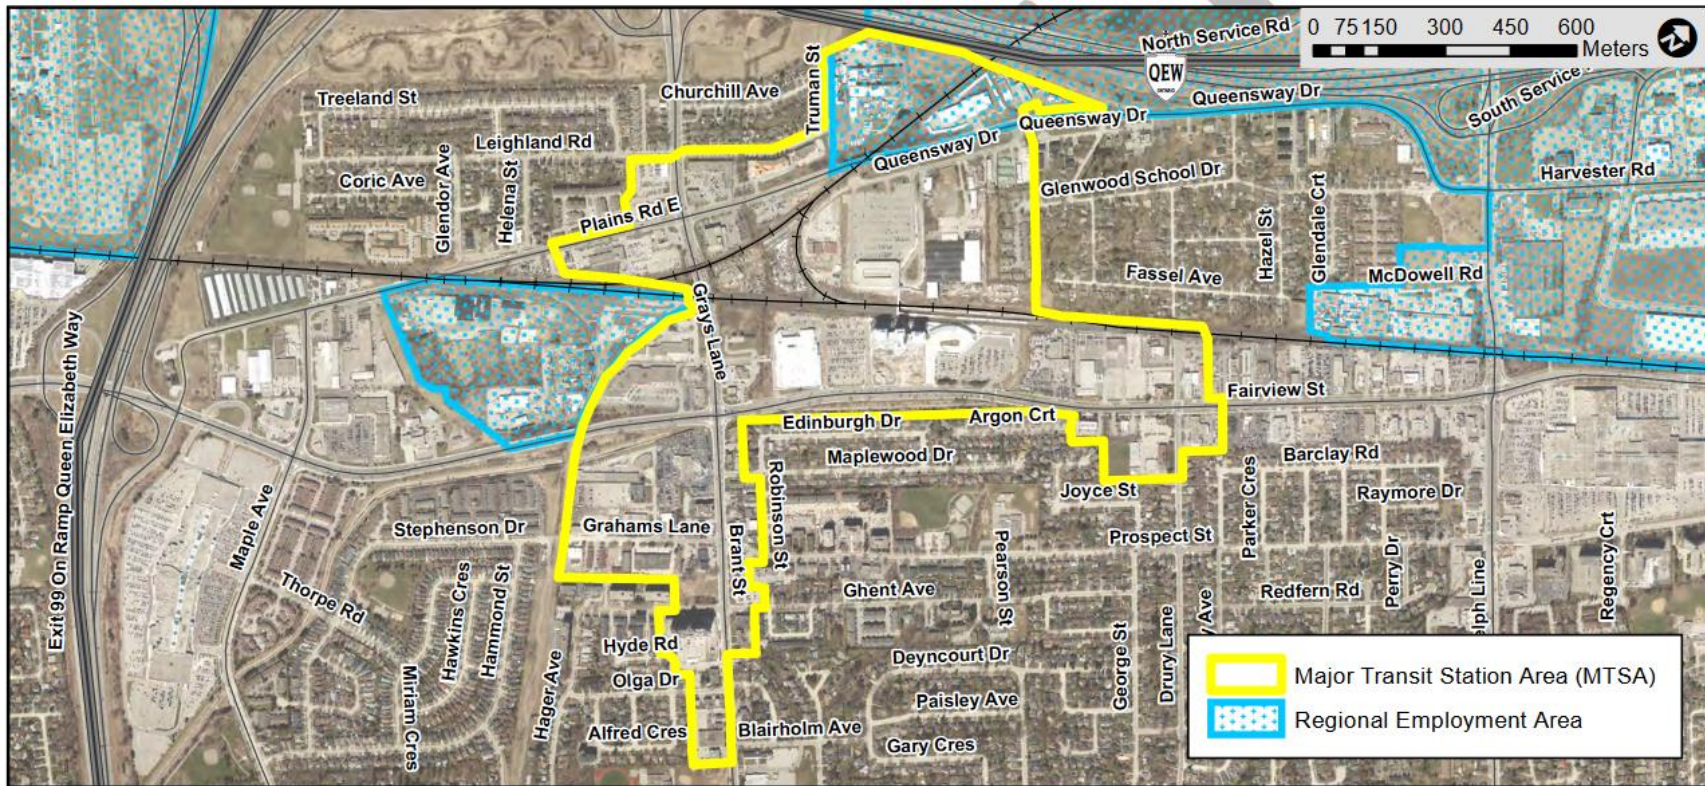 North Service Rd
0 75 150 300 450 600
Meters
QEW
Treeland St
Churchill Ave
Truman St
Queensway Dr
South Service
Leighland Rd
Queensway Dr
Queensway Dr
Coric Ave
Glendor Ave
Helena St
Glenwood School Dr
Harvester Rd
Plains Rd E
Hazel St
Glendale Crt
Fassel Ave
McDowell Rd
Grays Lane
Exit 99 On Ramp Queen Elizabeth Way
Fairview St
Edinburgh Dr
Argon Crt
Maplewood Dr
Barclay Rd
Maple Ave
Robinson St
Joyce St
Parker Cres
Raymore Dr
Stephenson Dr
Grahams Lane
Brant St
Pearson St
Prospect St
Perry Dr
Regency Crt
Thorpe Rd
Hawkins Cres
Hammond St
Ghent Ave
Redfern Rd
Hyde Rd
Deyncourt Dr
George St
Drury Lane
Ave
Line
Miriam Cres
Hager Ave
Olga Dr
Paisley Ave
Alfred Cres
Blairholm Ave
Gary Cres
Major Transit Station Area (MTSA)
Regional Employment Area